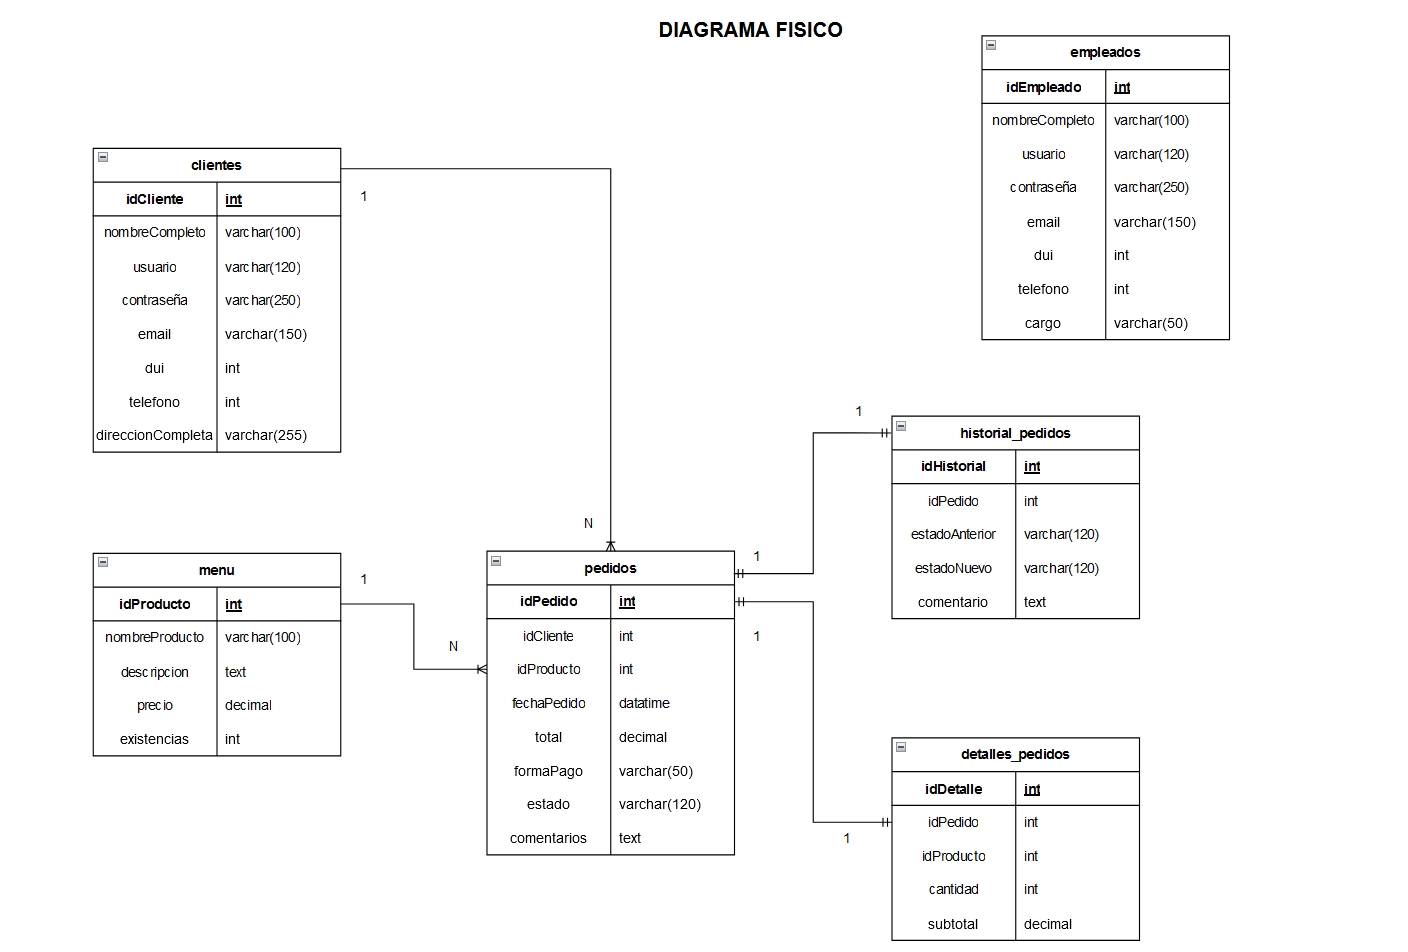 DIAGRAMA FISICO
empleados
idEmpleado int
nombreCompleto varchar(100)
usuario varchar(120)
contraseña varchar(250)
email varchar(150)
dui int
telefono int
cargo varchar(50)
clientes
idCliente int
nombreCompleto varchar(100)
usuario varchar(120)
contraseña varchar(250)
email varchar(150)
dui int
telefono int
direccionCompleta varchar(255)
1
N
1
historial_pedidos
idHistorial int
idPedido int
estadoAnterior varchar(120)
estadoNuevo varchar(120)
comentario text
menu
idProducto int
nombreProducto varchar(100)
descripcion text
precio decimal
existencias int
1
N
pedidos
idPedido int
idCliente int
idProducto int
fechaPedido datatime
total decimal
formaPago varchar(50)
estado varchar(120)
comentarios text
1
1
1
detalles_pedidos
idDetalle int
idPedido int
idProducto int
cantidad int
subtotal decimal